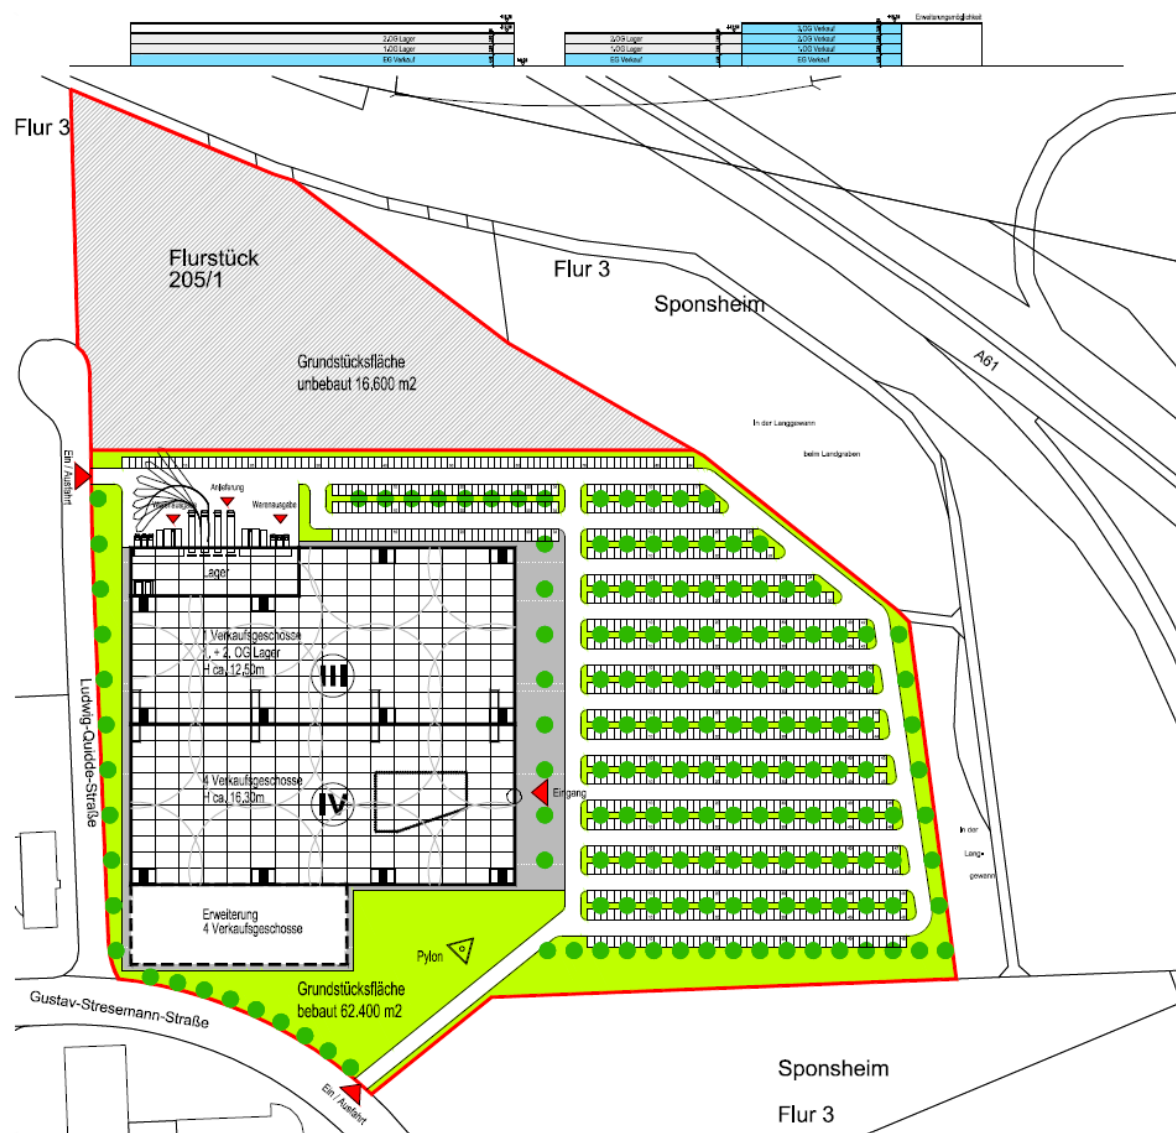 Erweiterungsmöglichkeit
2.OG Lager
1.OG Lager
EG Verkauf
2.OG Lager
1.OG Lager
EG Verkauf
3.OG Verkauf
2.OG Verkauf
1.OG Verkauf
EG Verkauf
Flur 3
Flurstück
205/1
Flur 3
Sponsheim
A61
Grundstücksfläche
unbebaut 16.600 m2
In der Langgewann
beim Landgraben
Ein / Ausfahrt
Anlieferung
Warenausgabe
Warenausgabe
Lager
1 Verkaufsgeschosse
1. + 2. OG Lager
H ca. 12,50m
III
Ludwig-Quidde-Straße
4 Verkaufsgeschosse
H ca. 16,30m
IV
Eingang
In der
Lang-
gewann
Erweiterung
4 Verkaufsgeschosse
Pylon
Grundstücksfläche
bebaut 62.400 m2
Gustav-Stresemann-Straße
Ein / Ausfahrt
Sponsheim
Flur 3